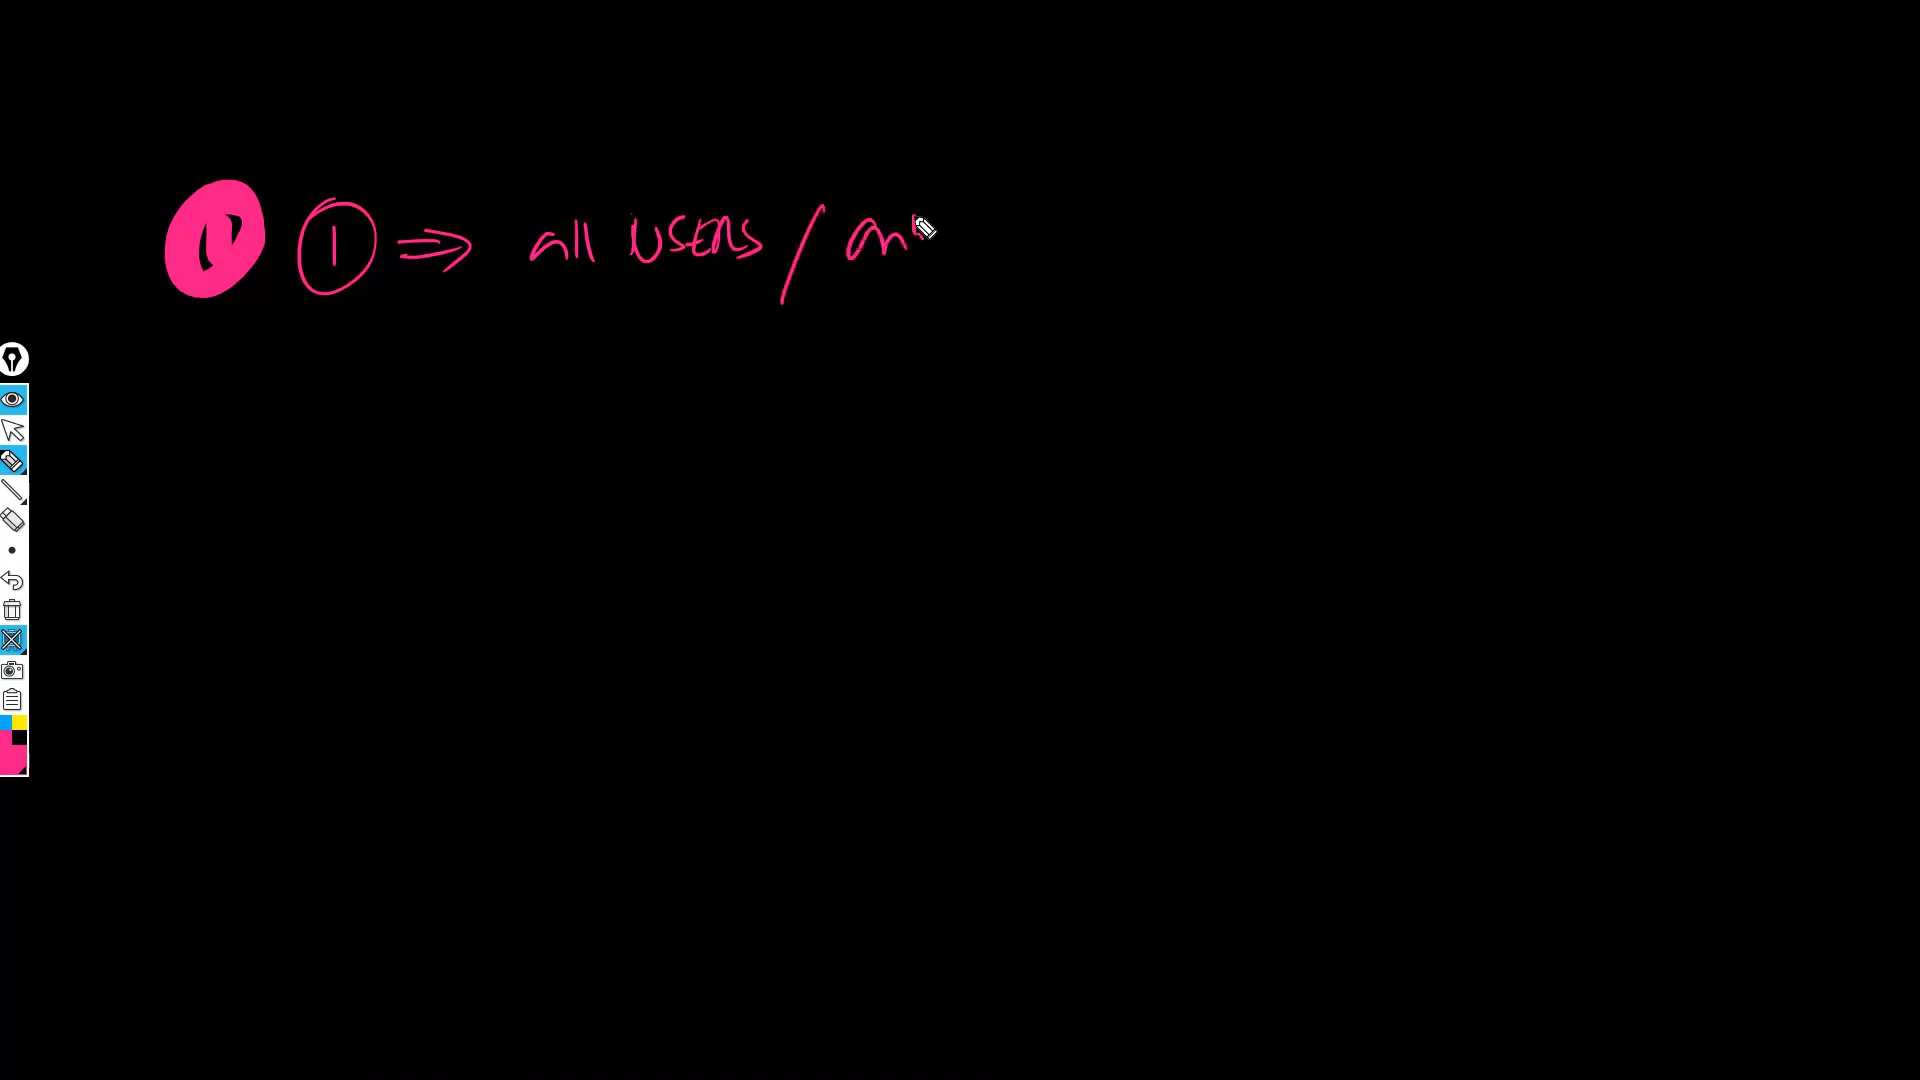 1 ⇒ all USERS / an